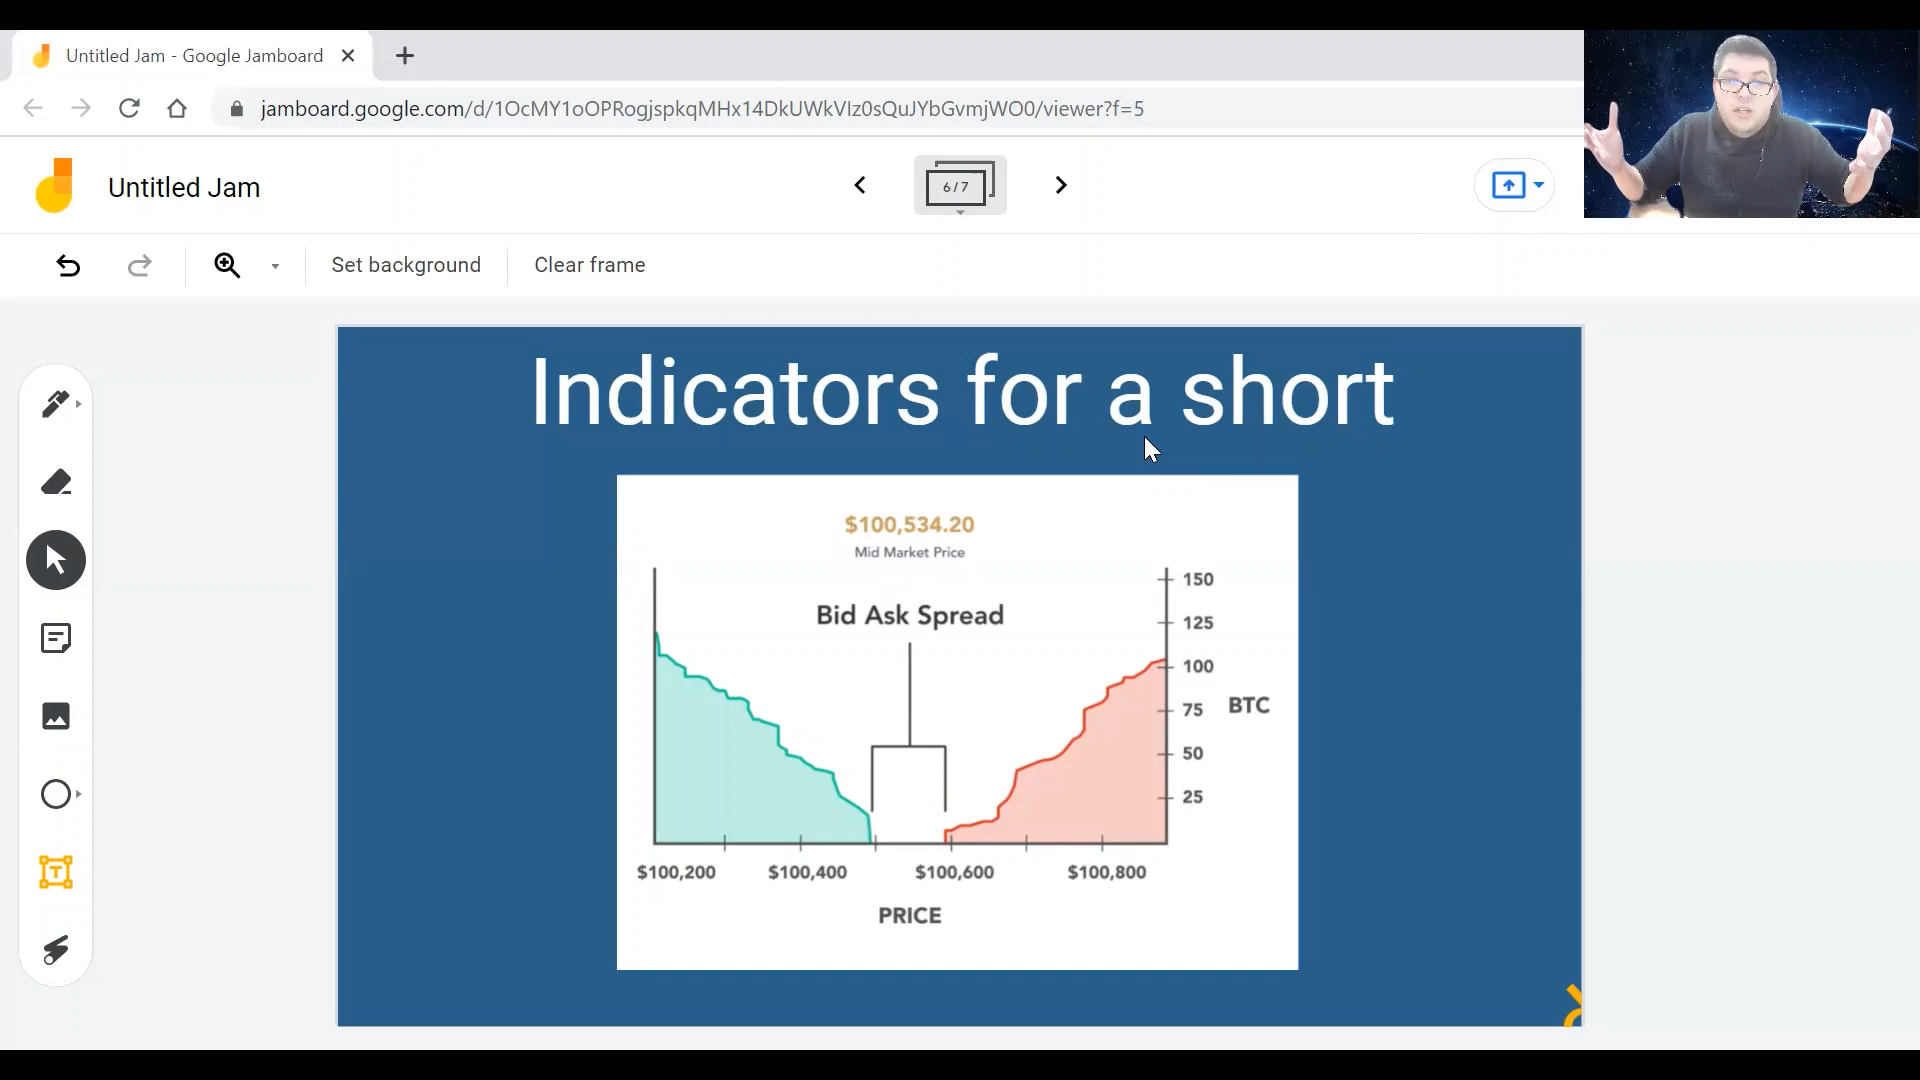 Untitled Jam - Google Jamboard
jamboard.google.com/d/1OcMY1oOPRogjspkqMHx14DkUWkVIz0sQuJYbGvmjWO0/viewer?f=5
Untitled Jam
6/7
Set background
Clear frame
Indicators for a short
$100,534.20
Mid Market Price
Bid Ask Spread
150
125
100
75
BTC
50
25
$100,200
$100,400
$100,600
$100,800
PRICE
T